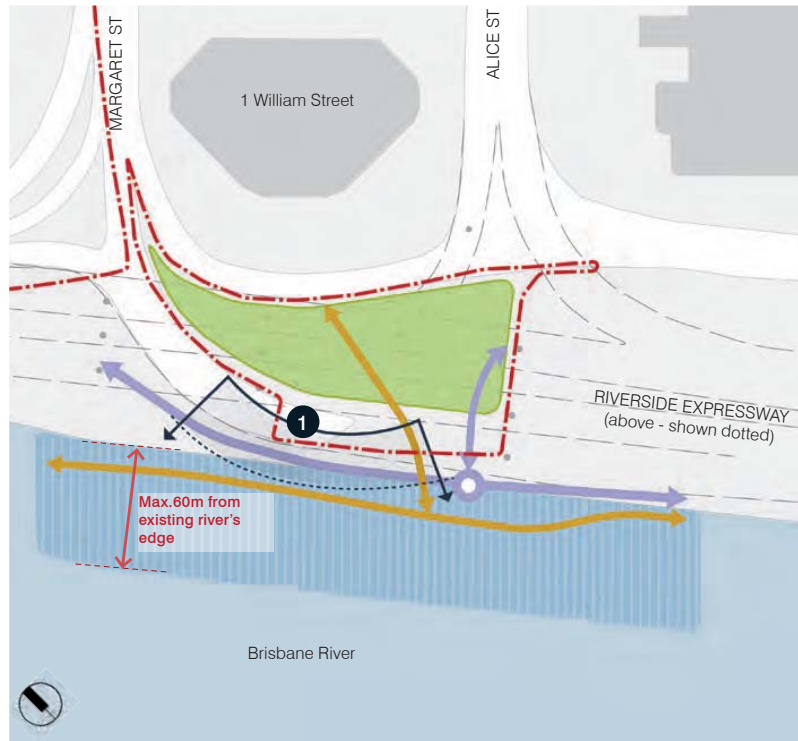 MARGARET ST
ALICE ST
1 William Street
1
RIVERSIDE EXPRESSWAY
(above - shown dotted)
Max.60m from
existing river's
edge
Brisbane River